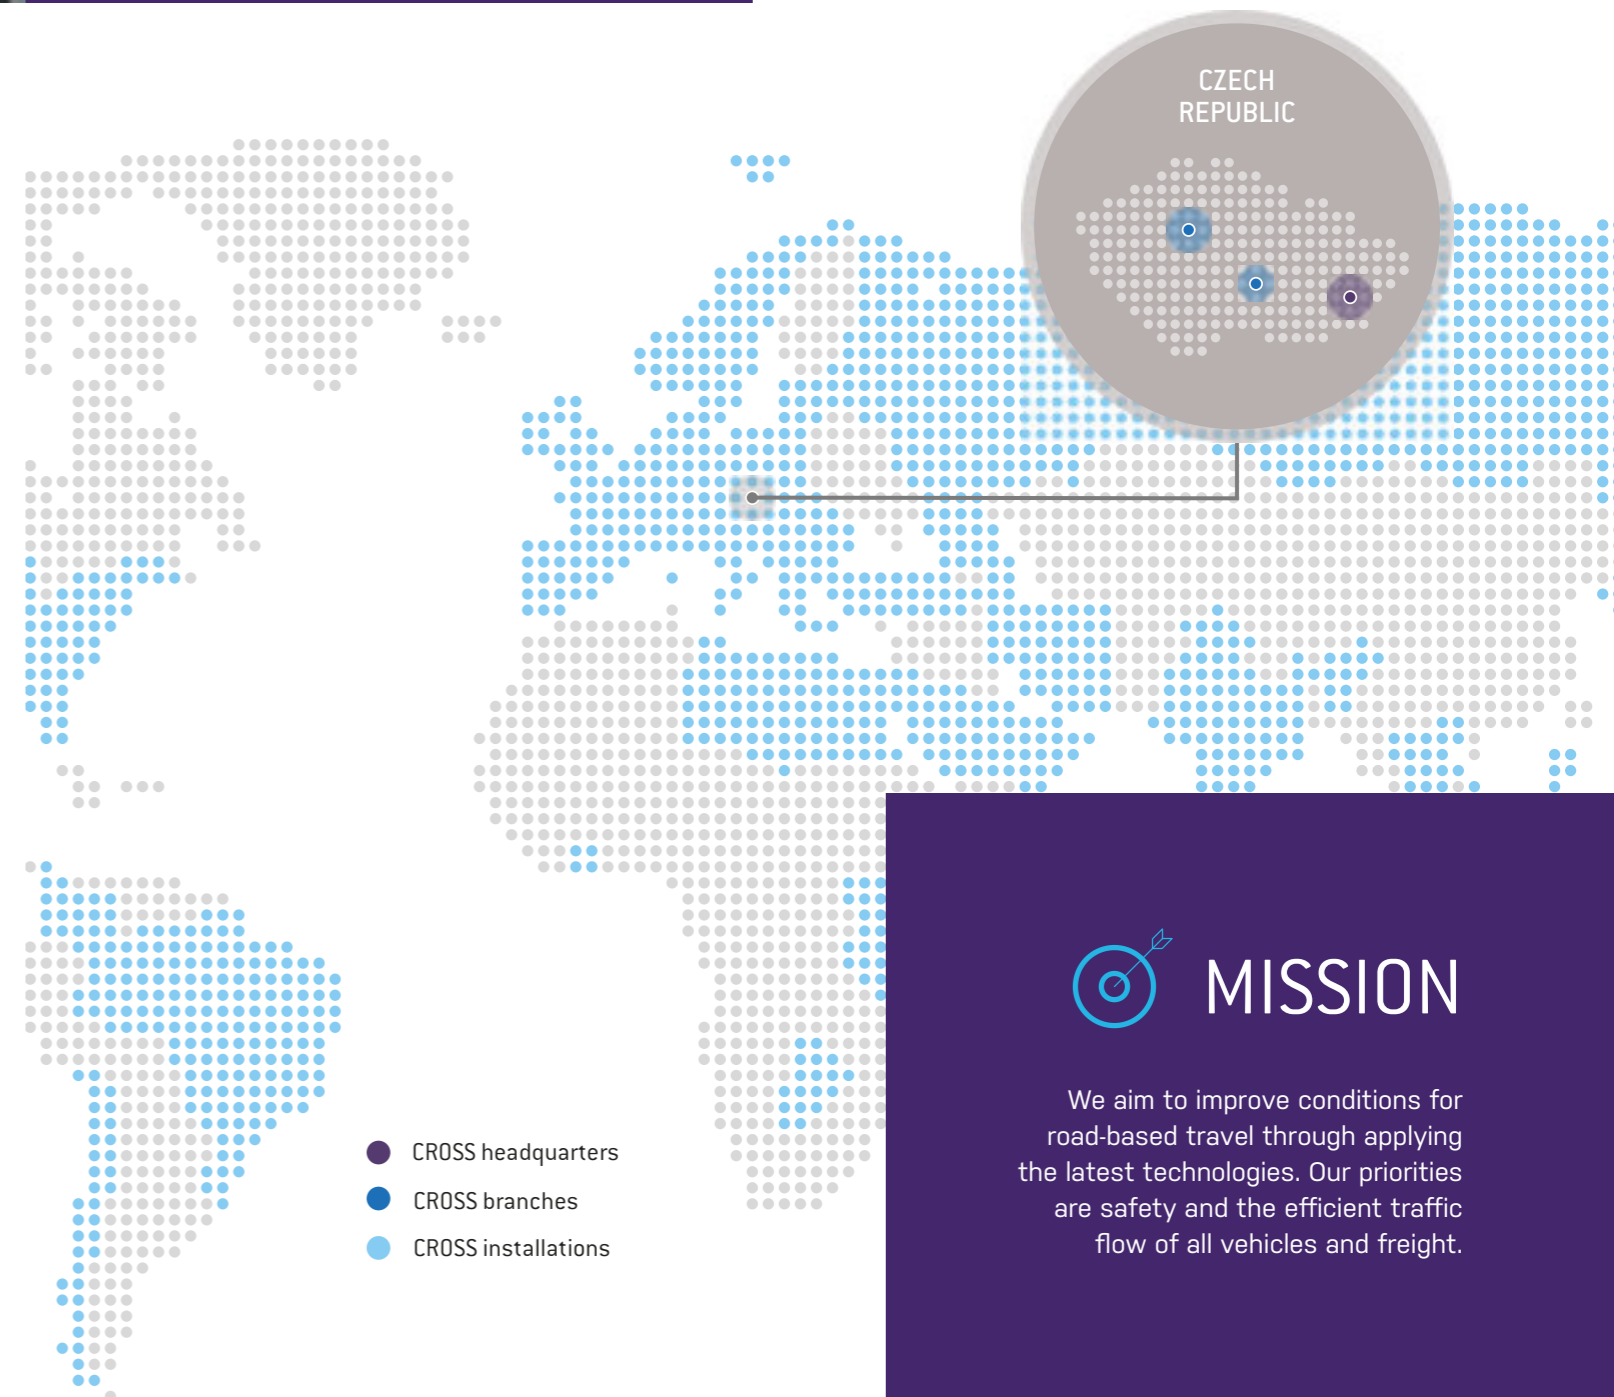 CZECH
REPUBLIC
CROSS headquarters
CROSS branches
CROSS installations
MISSION
We aim to improve conditions for
road-based travel through applying
the latest technologies. Our priorities
are safety and the efficient traffic
flow of all vehicles and freight.